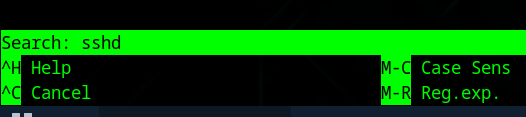 Search: sshd
^H Help M-C Case Sens
^C Cancel M-R Reg.exp.